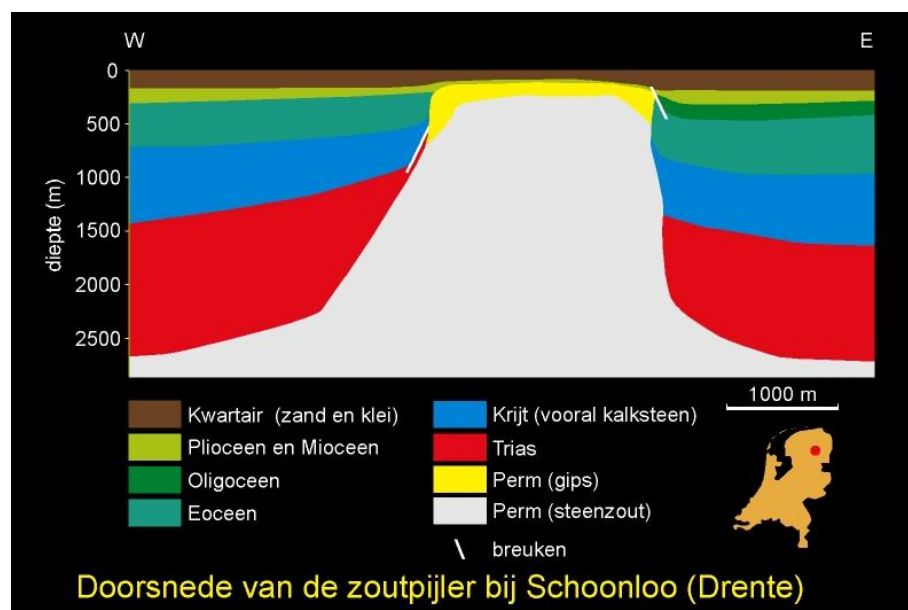 W E
0
500
1000
1500
2000
2500
diepte (m)
1000 m
Kwartair (zand en klei)
Plioceen en Mioceen
Oligoceen
Eoceen
Krijt (vooral kalksteen)
Trias
Perm (gips)
Perm (steenzout)
breuken
Doorsnede van de zoutpijler bij Schoonloo (Drente)